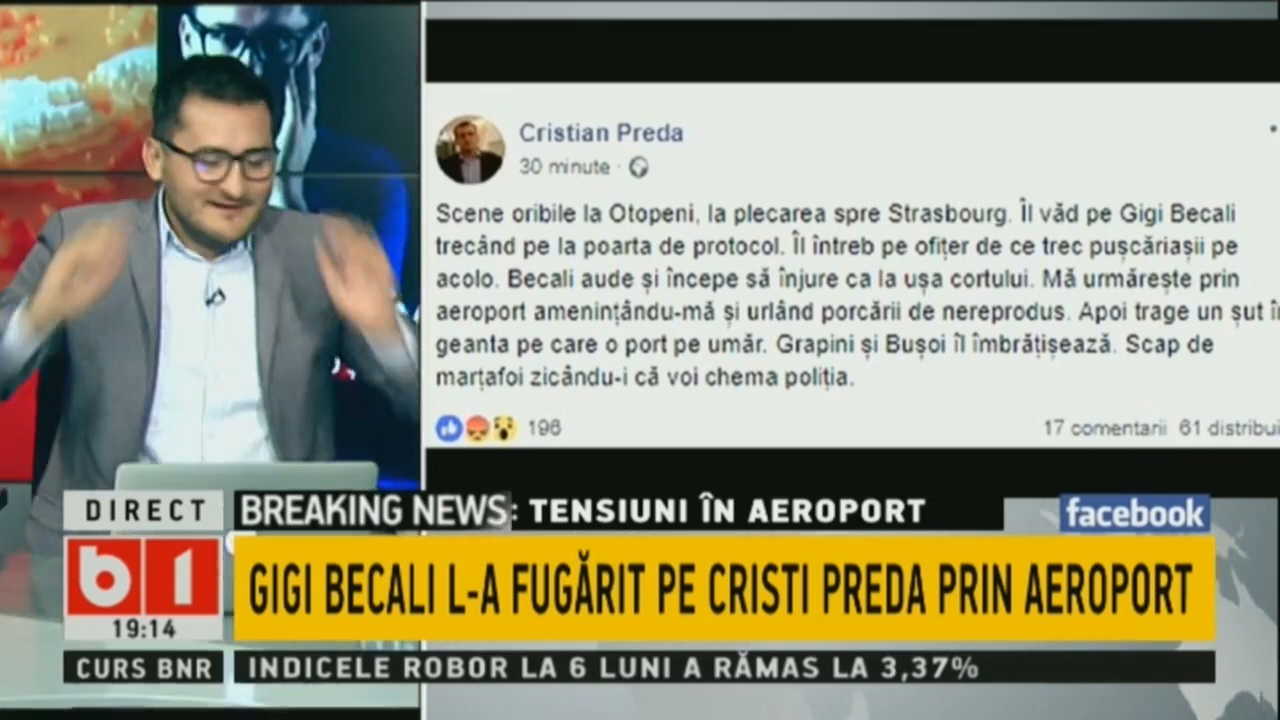 Cristian Preda
30 minute ·
Scene oribile la Otopeni, la plecarea spre Strasbourg. Îl văd pe Gigi Becali
trecând pe la poarta de protocol. Îl întreb pe ofițer de ce trec pușcăriașii pe
acolo. Becali aude și începe să înjure ca la ușa cortului. Mă urmărește prin
aeroport amenințându-mă și urlând porcării de nereprodus. Apoi trage un șut în
geanta pe care o port pe umăr. Grapini și Bușoi îl îmbrățișează. Scap de
marțafoi zicându-i că voi chema poliția.
196
17 comentarii 61 distribui
DIRECT
BREAKING NEWS: TENSIUNI ÎN AEROPORT
facebook
b1
GIGI BECALI L-A FUGĂRIT PE CRISTI PREDA PRIN AEROPORT
19:14
CURS BNR
INDICELE ROBOR LA 6 LUNI A RĂMAS LA 3,37%